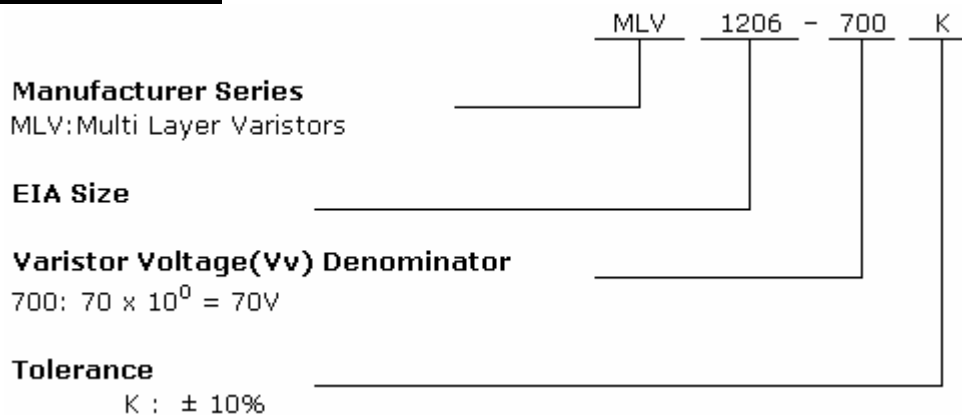 MLV 1206 - 700 K
Manufacturer Series
MLV:Multi Layer Varistors
EIA Size
Varistor Voltage(Vv) Denominator
700: 70 x 10⁰ = 70V
Tolerance
K : ± 10%